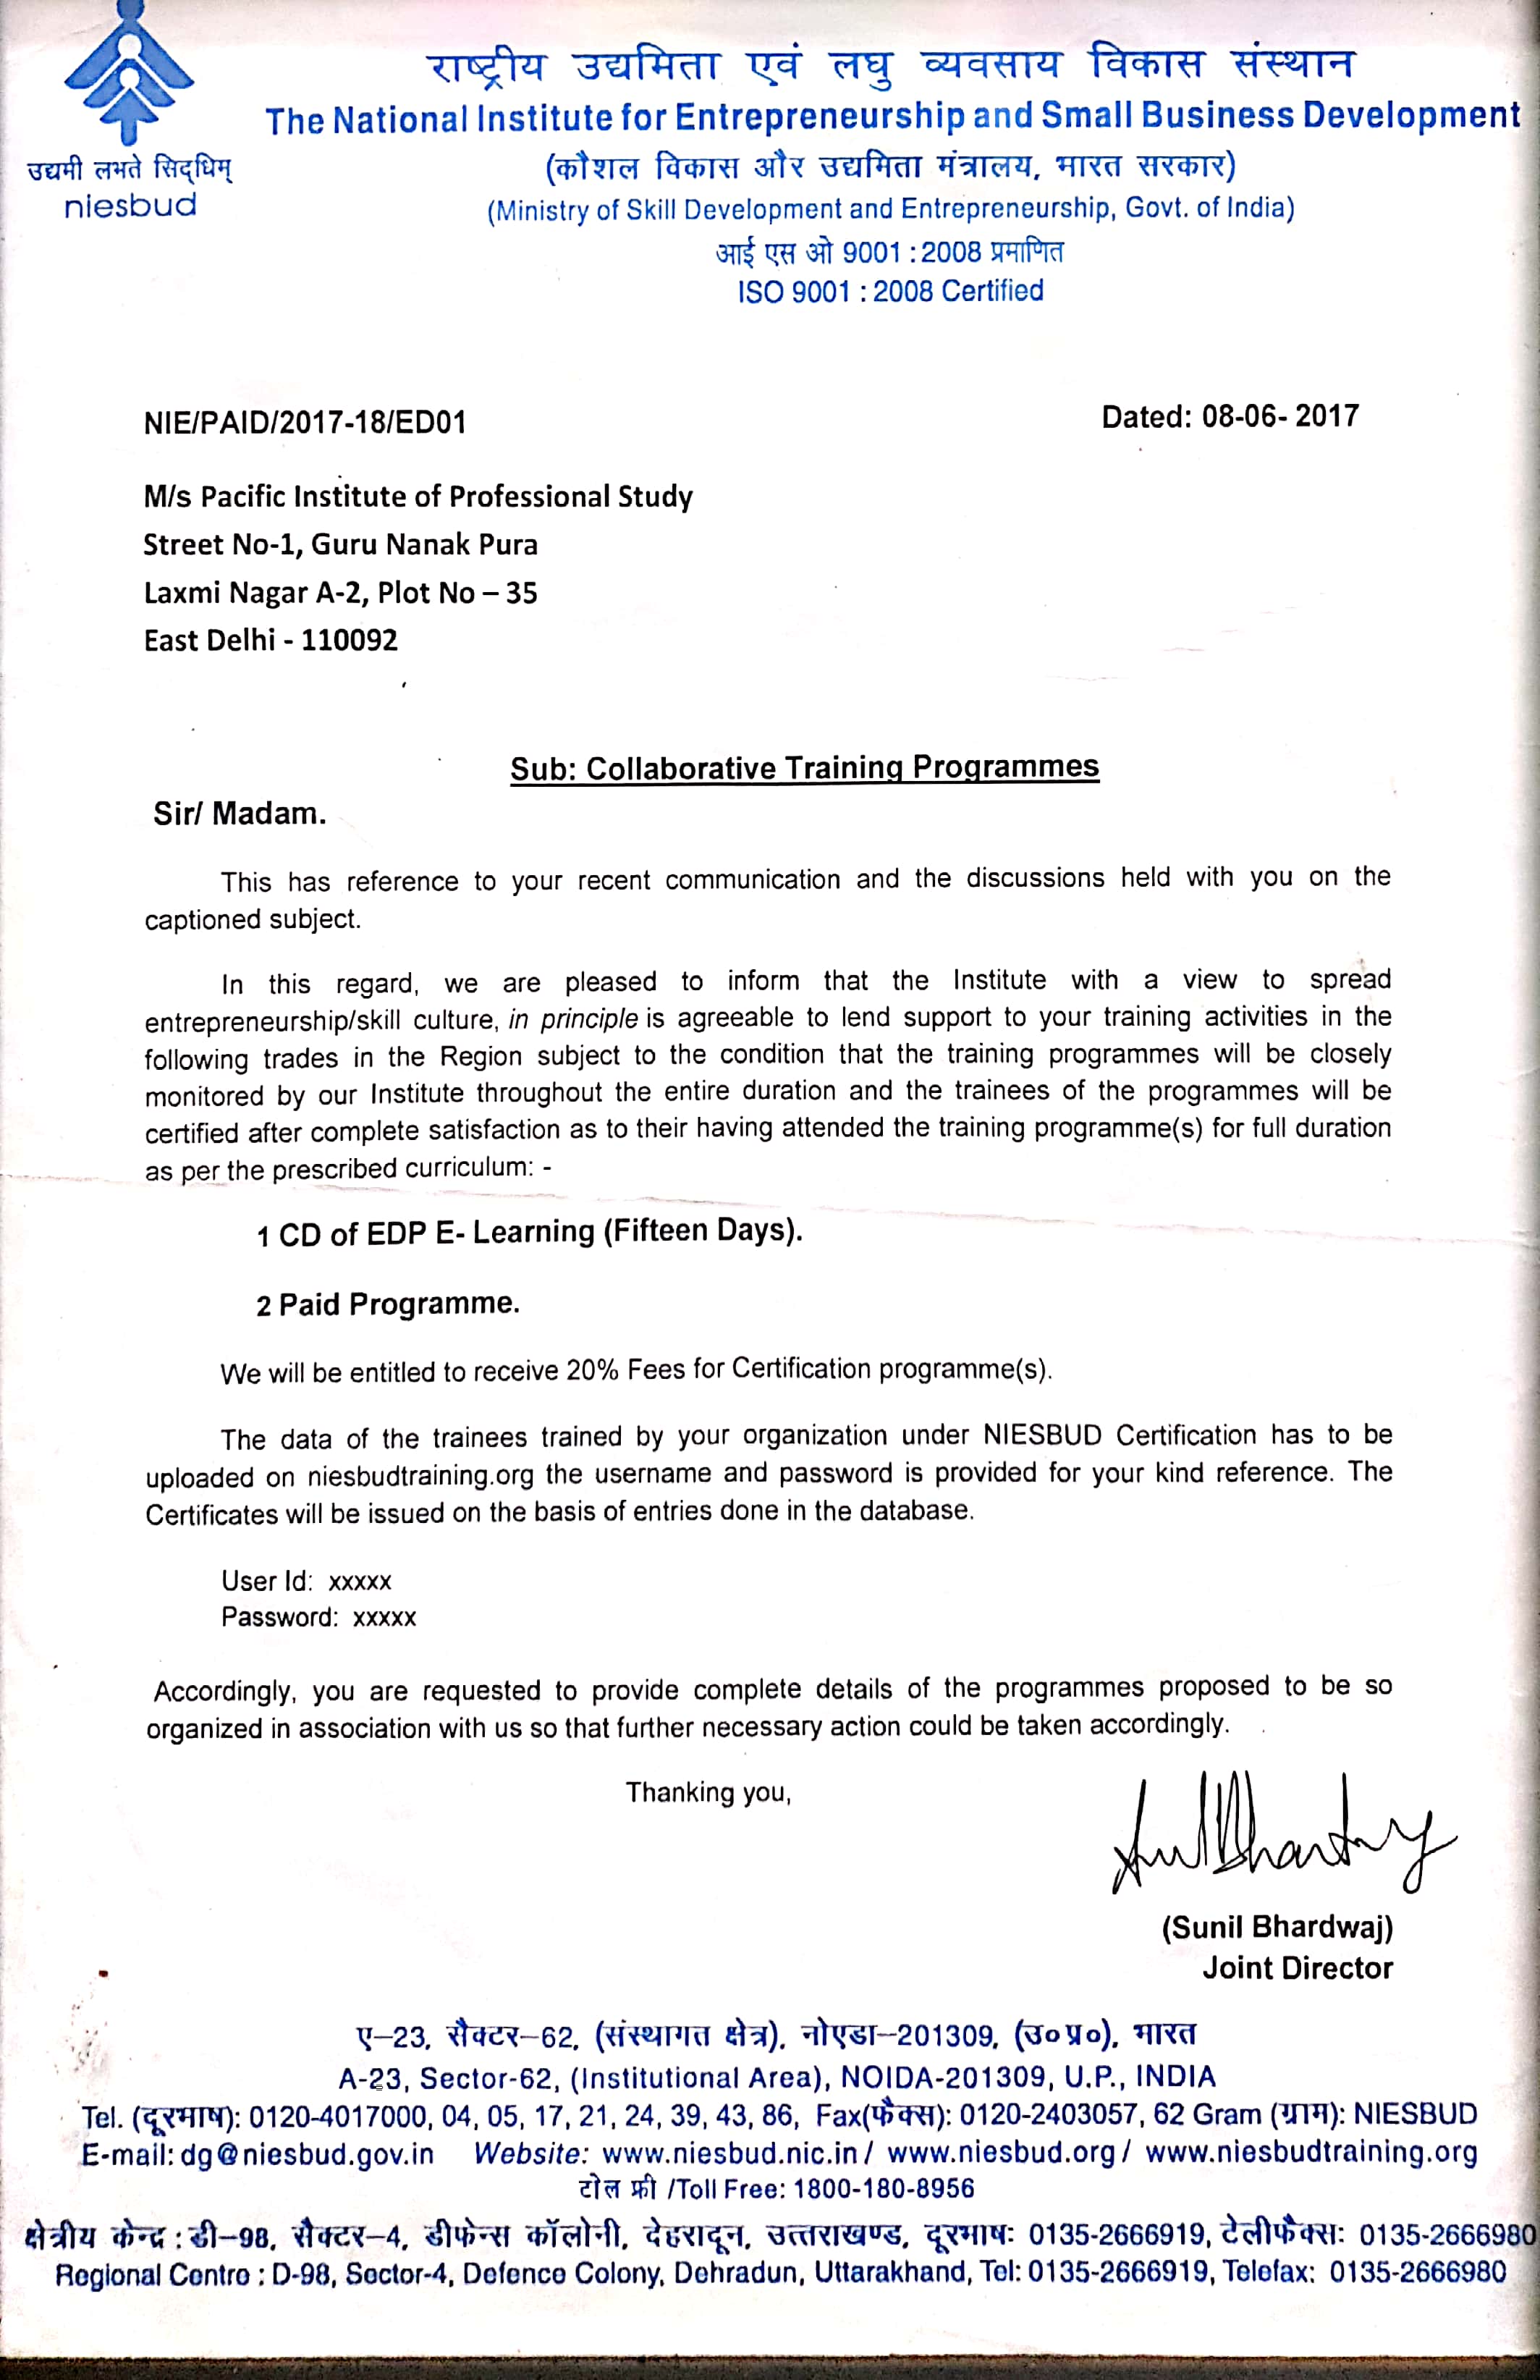 राष्ट्रीय उद्यमिता एवं लघु व्यवसाय विकास संस्थान
The National Institute for Entrepreneurship and Small Business Development
उद्यमी लभते सिद्धिम्
niesbud
(कौशल विकास और उद्यमिता मंत्रालय, भारत सरकार)
(Ministry of Skill Development and Entrepreneurship, Govt. of India)
आई एस ओ 9001 : 2008 प्रमाणित
ISO 9001 : 2008 Certified
NIE/PAID/2017-18/ED01
Dated: 08-06- 2017
M/s Pacific Institute of Professional Study
Street No-1, Guru Nanak Pura
Laxmi Nagar A-2, Plot No – 35
East Delhi - 110092
Sub: Collaborative Training Programmes
Sir/ Madam.
This has reference to your recent communication and the discussions held with you on the
captioned subject.
In this regard, we are pleased to inform that the Institute with a view to spread
entrepreneurship/skill culture, in principle is agreeable to lend support to your training activities in the
following trades in the Region subject to the condition that the training programmes will be closely
monitored by our Institute throughout the entire duration and the trainees of the programmes will be
certified after complete satisfaction as to their having attended the training programme(s) for full duration
as per the prescribed curriculum: -
1 CD of EDP E- Learning (Fifteen Days).
2 Paid Programme.
We will be entitled to receive 20% Fees for Certification programme(s).
The data of the trainees trained by your organization under NIESBUD Certification has to be
uploaded on niesbudtraining.org the username and password is provided for your kind reference. The
Certificates will be issued on the basis of entries done in the database.
User Id: xxxxx
Password: xxxxx
Accordingly, you are requested to provide complete details of the programmes proposed to be so
organized in association with us so that further necessary action could be taken accordingly.
Thanking you,
(Sunil Bhardwaj)
Joint Director
ए–23, सैक्टर–62, (संस्थागत क्षेत्र), नोएडा–201309, (उ०प्र०), भारत
A-23, Sector-62, (Institutional Area), NOIDA-201309, U.P., INDIA
Tel. (दूरभाष): 0120-4017000, 04, 05, 17, 21, 24, 39, 43, 86, Fax(फैक्स): 0120-2403057, 62 Gram (ग्राम): NIESBUD
E-mail: dg@niesbud.gov.in Website: www.niesbud.nic.in / www.niesbud.org / www.niesbudtraining.org
टोल फ्री /Toll Free: 1800-180-8956
क्षेत्रीय केन्द्र : डी–98, सैक्टर–4, डीफेन्स कॉलोनी, देहरादून, उत्तराखण्ड, दूरभाषः 0135-2666919, टेलीफैक्सः 0135-2666980
Regional Centre : D-98, Sector-4, Defence Colony, Dehradun, Uttarakhand, Tel: 0135-2666919, Telefax: 0135-2666980